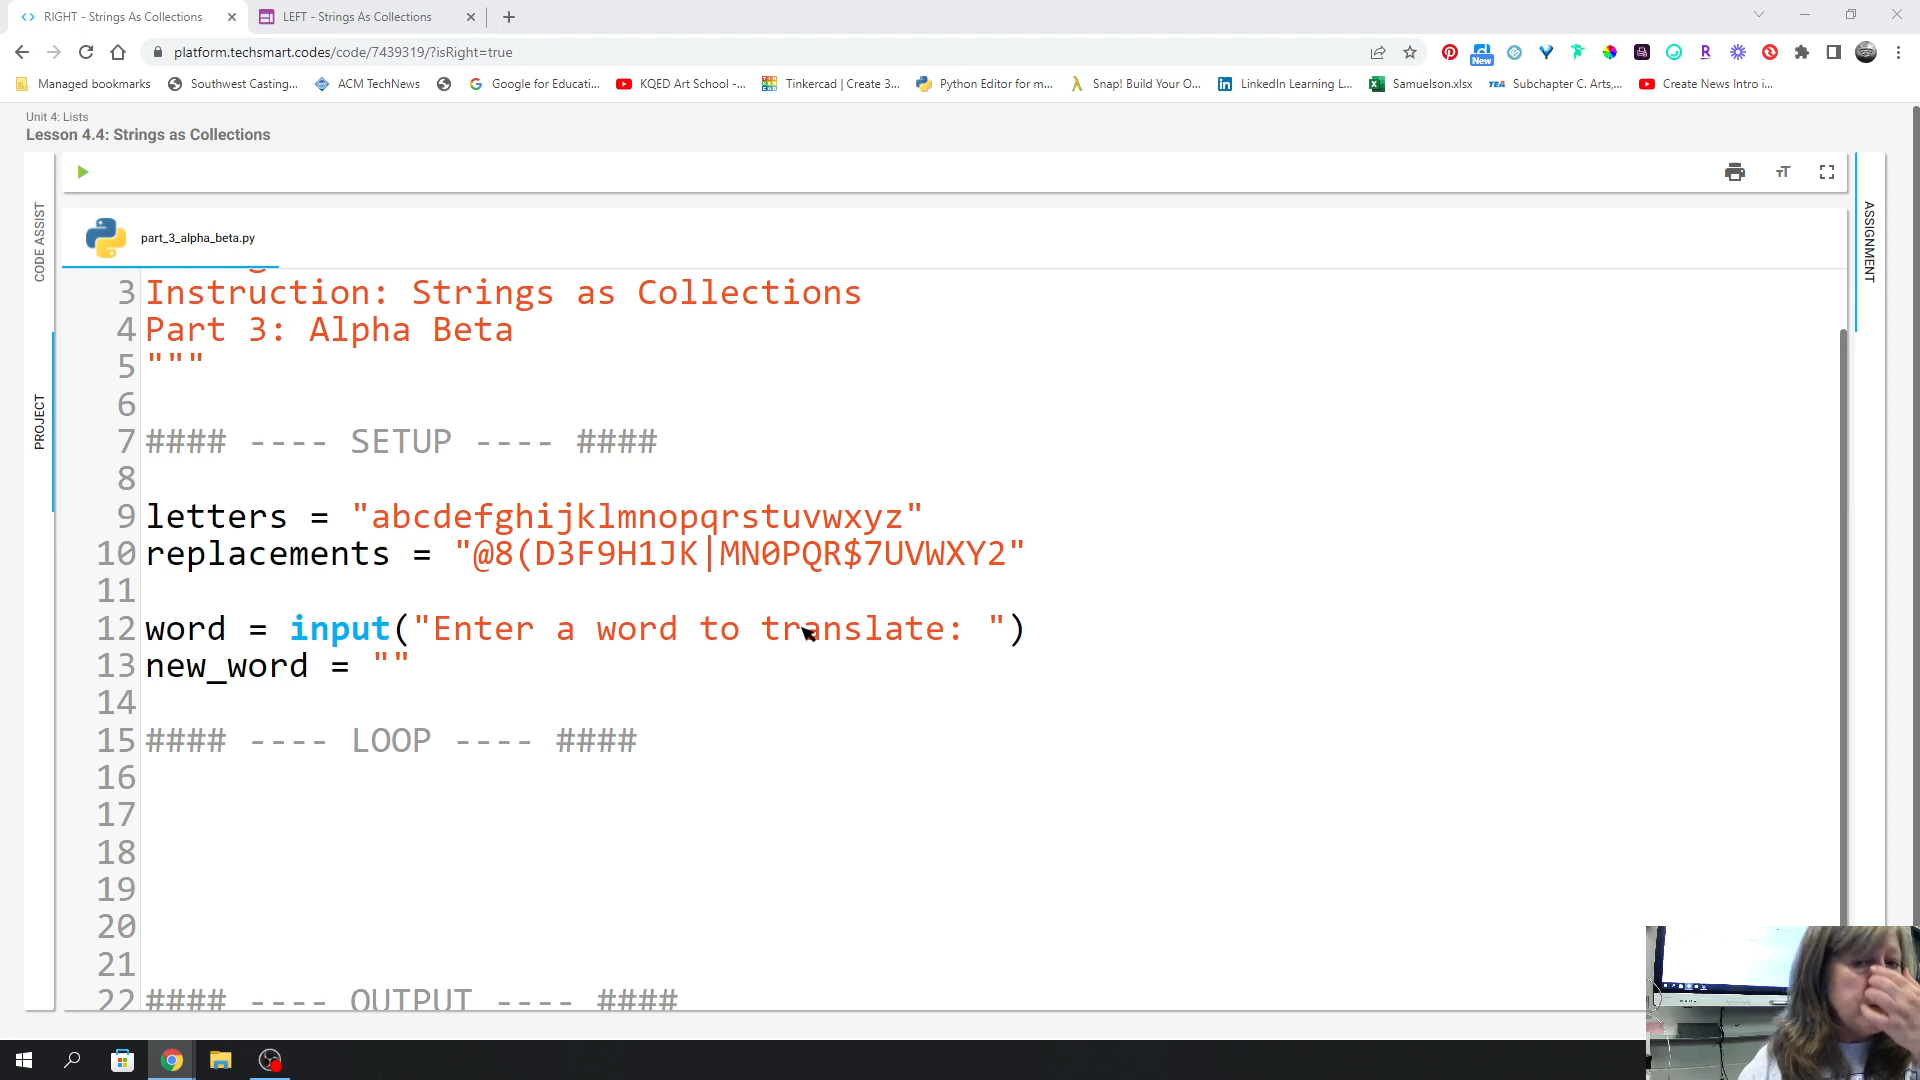 RIGHT - Strings As Collections
LEFT - Strings As Collections
platform.techsmart.codes/code/7439319/?isRight=true
New
Managed bookmarks
Southwest Casting...
ACM TechNews
Google for Educati...
KQED Art School -...
Tinkercad | Create 3...
Python Editor for m...
Snap! Build Your O...
LinkedIn Learning L...
Samuelson.xlsx
TEA Subchapter C. Arts,...
Create News Intro i...
Unit 4: Lists
Lesson 4.4: Strings as Collections
CODE ASSIST
PROJECT
ASSIGNMENT
part_3_alpha_beta.py
3 Instruction: Strings as Collections
4 Part 3: Alpha Beta
5 """
6
7 #### ---- SETUP ---- ####
8
9 letters = "abcdefghijklmnopqrstuvwxyz"
10 replacements = "@8(D3F9H1JK|MN0PQR$7UVWXY2"
11
12 word = input("Enter a word to translate: ")
13 new_word = ""
14
15 #### ---- LOOP ---- ####
16
17
18
19
20
21
22 #### ---- OUTPUT ---- ####